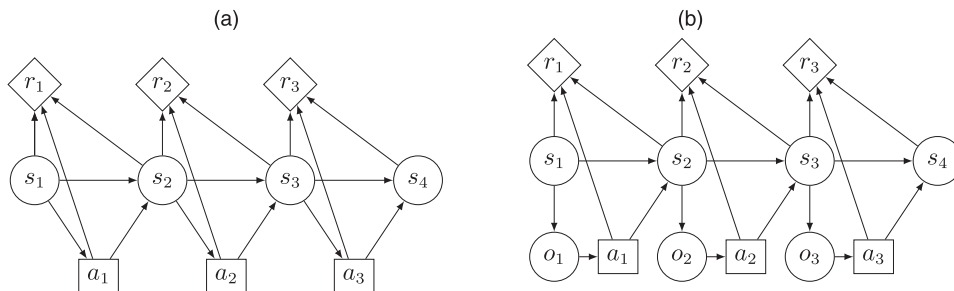 (a) (b)
r₁ r₂ r₃ r₁ r₂ r₃
s₁ s₂ s₃ s₄ s₁ s₂ s₃ s₄
a₁ a₂ a₃ o₁ a₁ o₂ a₂ o₃ a₃